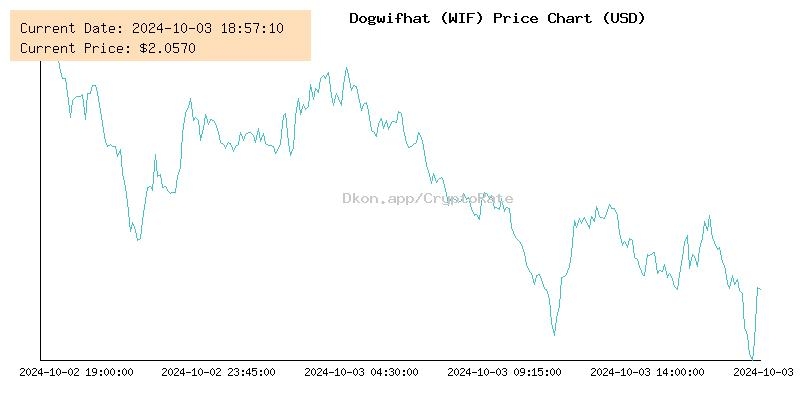 Dogwifhat (WIF) Price Chart (USD)
Current Date: 2024-10-03 18:57:10
Current Price: $2.0570
Dkon.app/CryptoRate
2024-10-02 19:00:00
2024-10-02 23:45:00
2024-10-03 04:30:00
2024-10-03 09:15:00
2024-10-03 14:00:00
2024-10-03